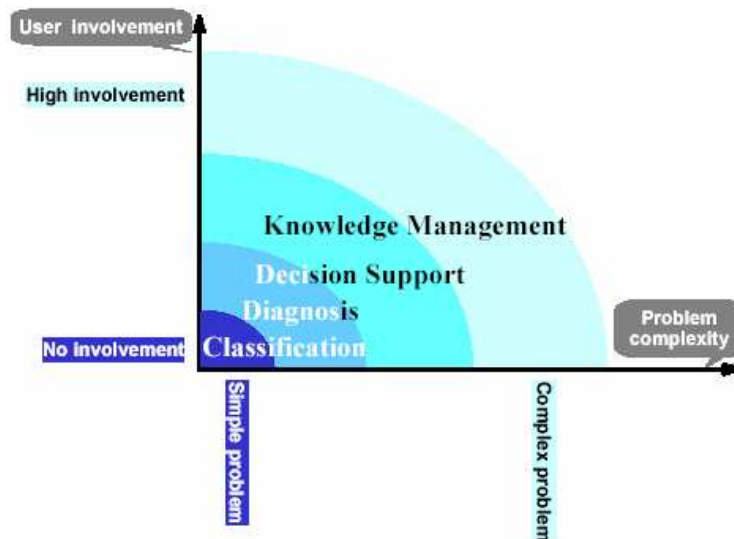 User involvement
High involvement
Knowledge Management
Decision Support
Diagnosis
Problem
complexity
No involvement
Classification
Simple problem
Complex problem